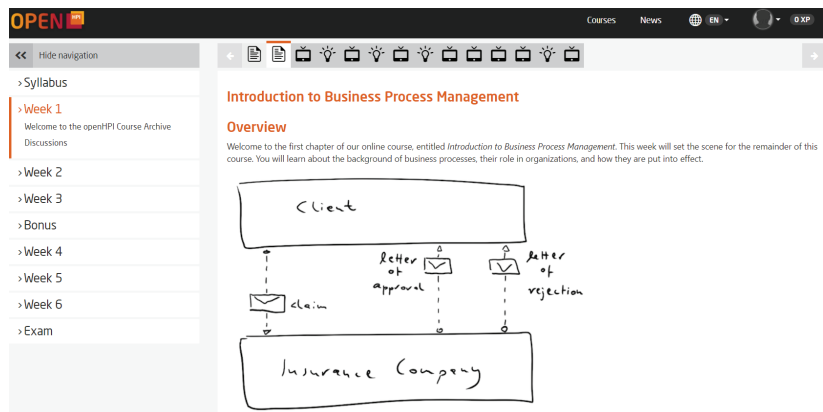 OPENHPI
Courses
News
EN
0 XP
Hide navigation
Syllabus
Week 1
Welcome to the openHPI Course Archive
Discussions
Week 2
Week 3
Bonus
Week 4
Week 5
Week 6
Exam
Introduction to Business Process Management
Overview
Welcome to the first chapter of our online course, entitled Introduction to Business Process Management. This week will set the scene for the remainder of this
course. You will learn about the background of business processes, their role in organizations, and how they are put into effect.
Client
letter
of
approval
letter
of
rejection
claim
Insurance Company